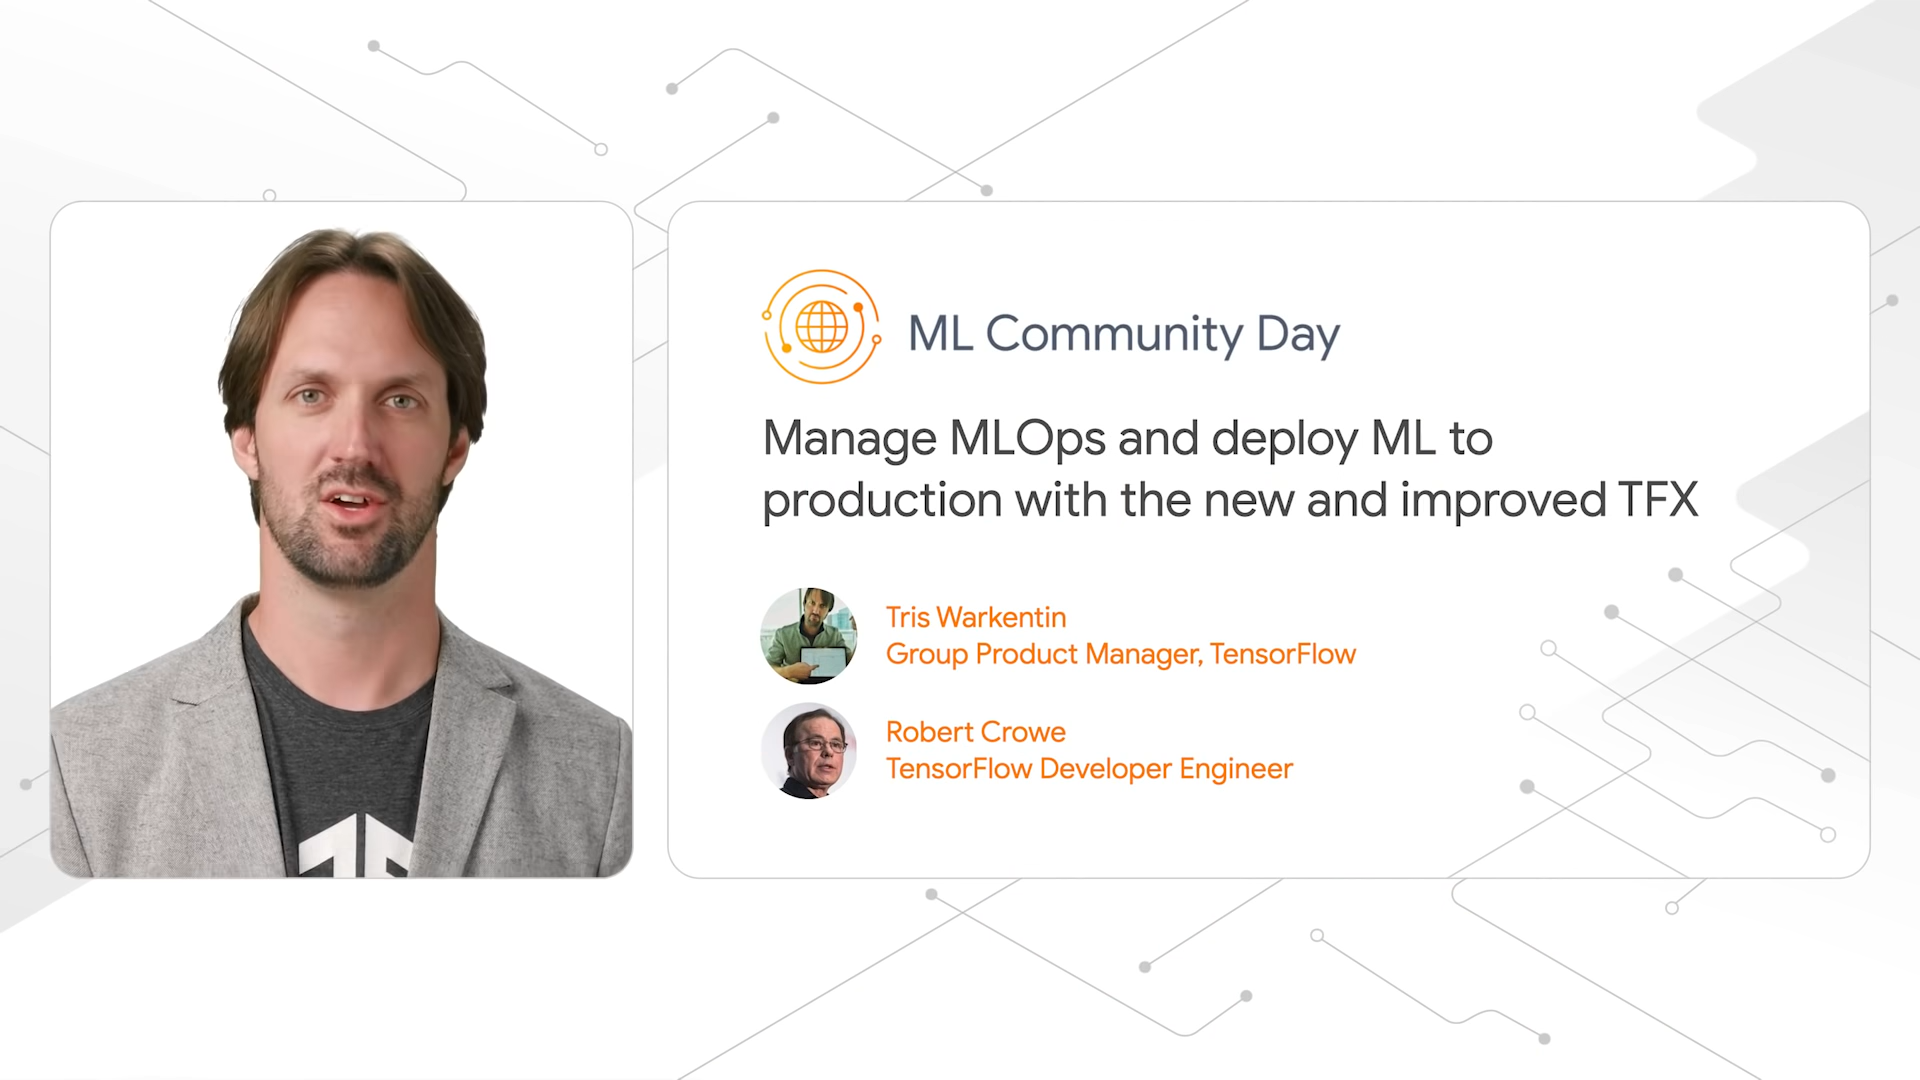 ML Community Day
Manage MLOps and deploy ML to
production with the new and improved TFX
Tris Warkentin
Group Product Manager, TensorFlow
Robert Crowe
TensorFlow Developer Engineer